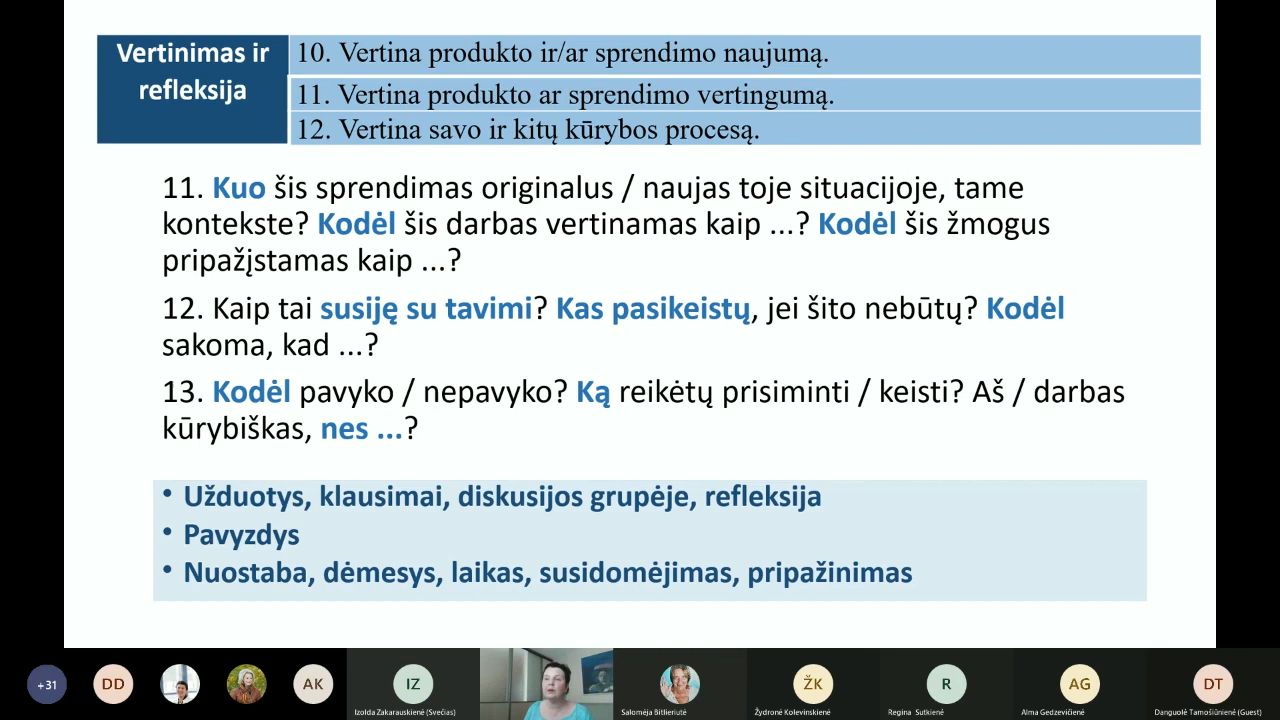 Vertinimas ir
refleksija
10. Vertina produkto ir/ar sprendimo naujumą.
11. Vertina produkto ar sprendimo vertingumą.
12. Vertina savo ir kitų kūrybos procesą.
11. Kuo šis sprendimas originalus / naujas toje situacijoje, tame
kontekste? Kodėl šis darbas vertinamas kaip ...? Kodėl šis žmogus
pripažįstamas kaip ...?
12. Kaip tai susiję su tavimi? Kas pasikeistų, jei šito nebūtų? Kodėl
sakoma, kad ...?
13. Kodėl pavyko / nepavyko? Ką reikėtų prisiminti / keisti? Aš / darbas
kūrybiškas, nes ...?
• Užduotys, klausimai, diskusijos grupėje, refleksija
• Pavyzdys
• Nuostaba, dėmesys, laikas, susidomėjimas, pripažinimas
+31
DD
AK
IZ
ŽK
R
AG
DT
Izolda Zakarauskienė (Svečias)
Salomėja Bitlieriutė
Žydronė Kolevinskienė
Regina Sutkienė
Alma Gedzevičienė
Danguolė Tamošiūnienė (Guest)